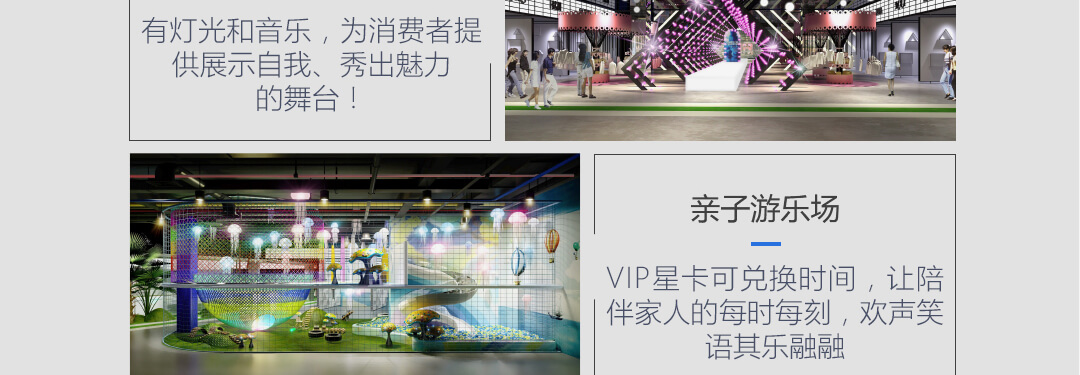 有灯光和音乐，为消费者提
供展示自我、秀出魅力
的舞台！
亲子游乐场
VIP星卡可兑换时间，让陪
伴家人的每时每刻，欢声笑
语其乐融融